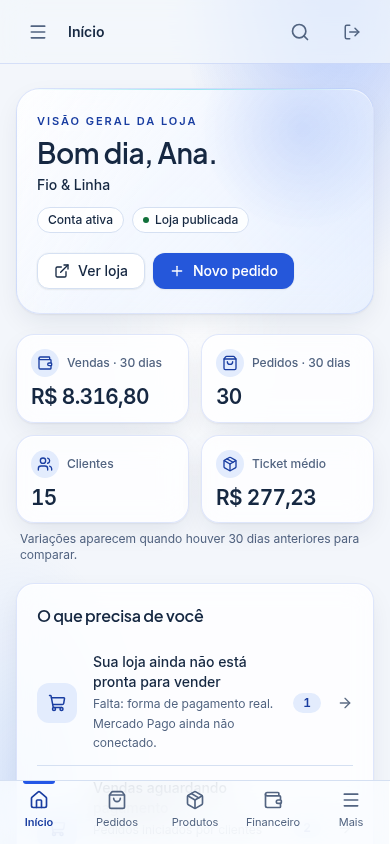 Início
VISÃO GERAL DA LOJA
Bom dia, Ana.
Fio & Linha
Conta ativa
Loja publicada
Ver loja
Novo pedido
Vendas · 30 dias
R$ 8.316,80
Pedidos · 30 dias
30
Clientes
15
Ticket médio
R$ 277,23
Variações aparecem quando houver 30 dias anteriores para
comparar.
O que precisa de você
Sua loja ainda não está
pronta para vender
Falta: forma de pagamento real.
Mercado Pago ainda não
conectado.
1
Vendas aguardando
Início
Pedidos
Produtos
Financeiro
Mais